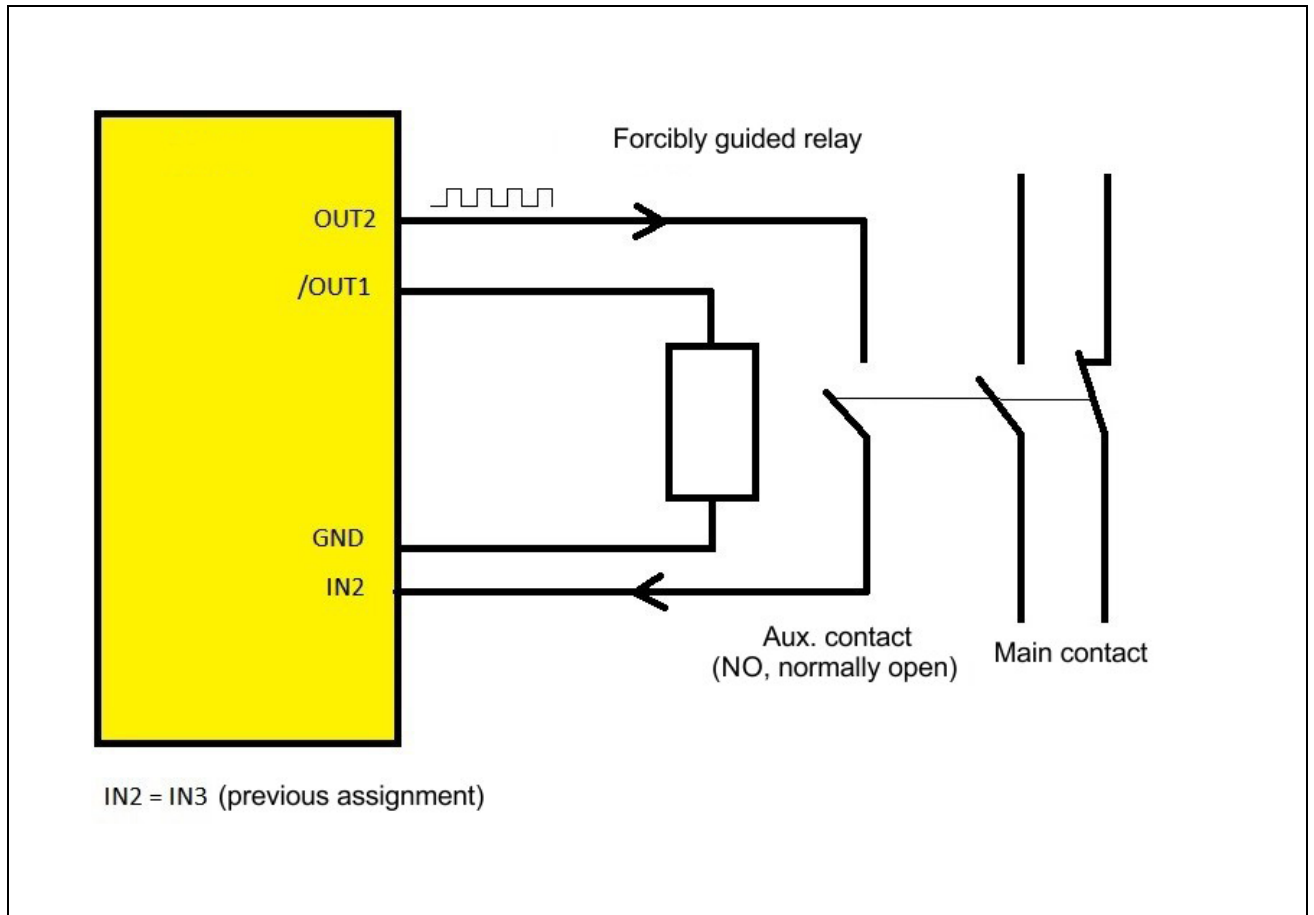 Forcibly guided relay
OUT2
/OUT1
GND
IN2
Aux. contact
(NO, normally open)
Main contact
IN2 = IN3 (previous assignment)